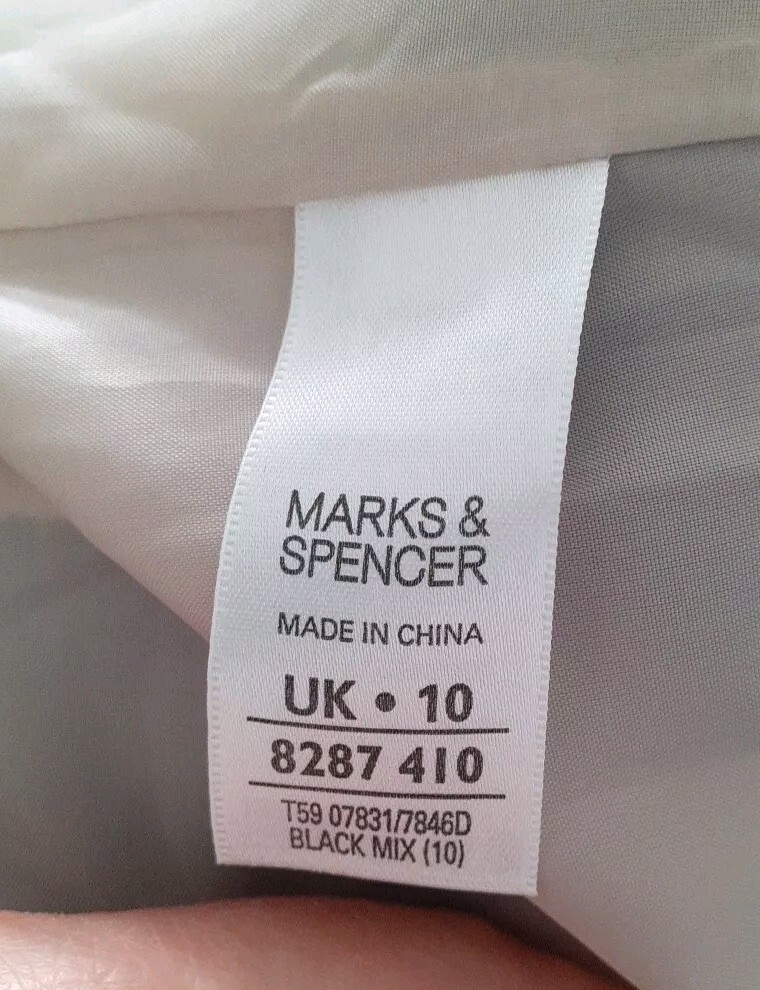 MARKS &
SPENCER
MADE IN CHINA
UK • 10
8287 410
T59 07831/7846D
BLACK MIX (10)